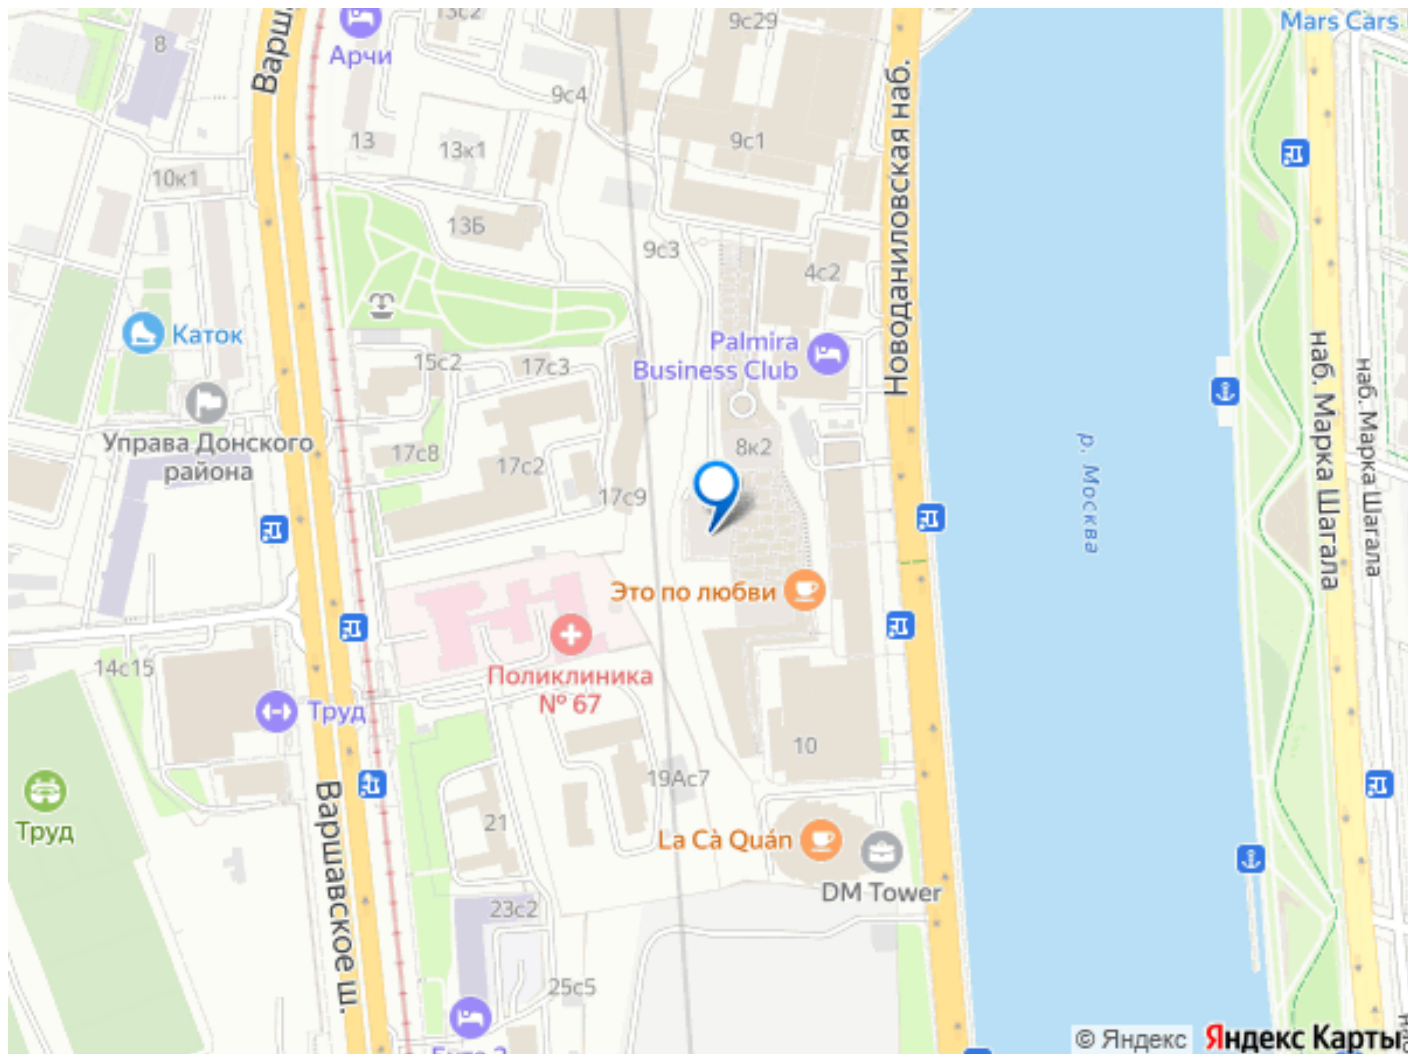 13с2
9с29
Mars Cars
8
Варш
Арчи
9с4
Новоданиловская наб.
13
13к1
9с1
10к1
13Б
9с3
4с2
Каток
Palmira
Business Club
15с2
17с3
наб. Марка Шагала
наб. Марка Шагала
Управа Донского
района
17с8
17с2
8к2
р. Москва
17с9
Это по любви
14с15
Поликлиника
№ 67
Труд
10
19Ас7
Труд
Варшавское ш.
21
La Cà Quán
DM Tower
23с2
25с5
© Яндекс
Яндекс Карты